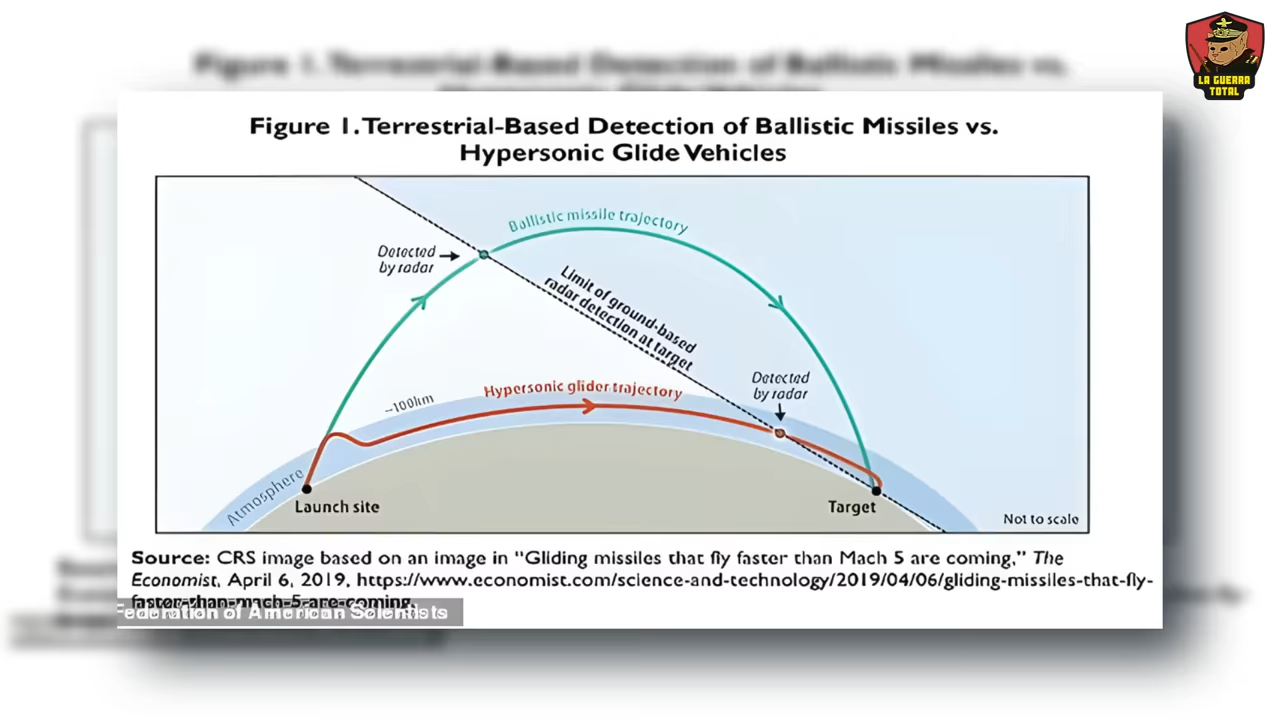 LA GUERRA
TOTAL
Figure 1. Terrestrial-Based Detection of Ballistic Missiles vs.
Hypersonic Glide Vehicles
Ballistic missile trajectory
Detected
by radar
Limit of ground-based
radar detection at target
Detected
by radar
Hypersonic glider trajectory
~100km
Atmosphere
Launch site
Target
Not to scale
Source: CRS image based on an image in "Gliding missiles that fly faster than Mach 5 are coming," The
Economist, April 6, 2019, https://www.economist.com/science-and-technology/2019/04/06/gliding-missiles-that-fly-
faster-than-mach-5-are-coming.
Federation of American Scientists